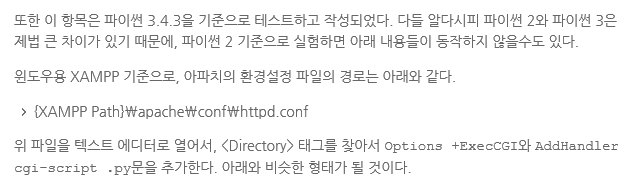 또한 이 항목은 파이썬 3.4.3을 기준으로 테스트하고 작성되었다. 다들 알다시피 파이썬 2와 파이썬 3은
제법 큰 차이가 있기 때문에, 파이썬 2 기준으로 실험하면 아래 내용들이 동작하지 않을수도 있다.
윈도우용 XAMPP 기준으로, 아파치의 환경설정 파일의 경로는 아래와 같다.
> {XAMPP Path}₩apache₩conf₩httpd.conf
위 파일을 텍스트 에디터로 열어서, <Directory> 태그를 찾아서 Options +ExecCGI와 AddHandler
cgi-script .py문을 추가한다. 아래와 비슷한 형태가 될 것이다.